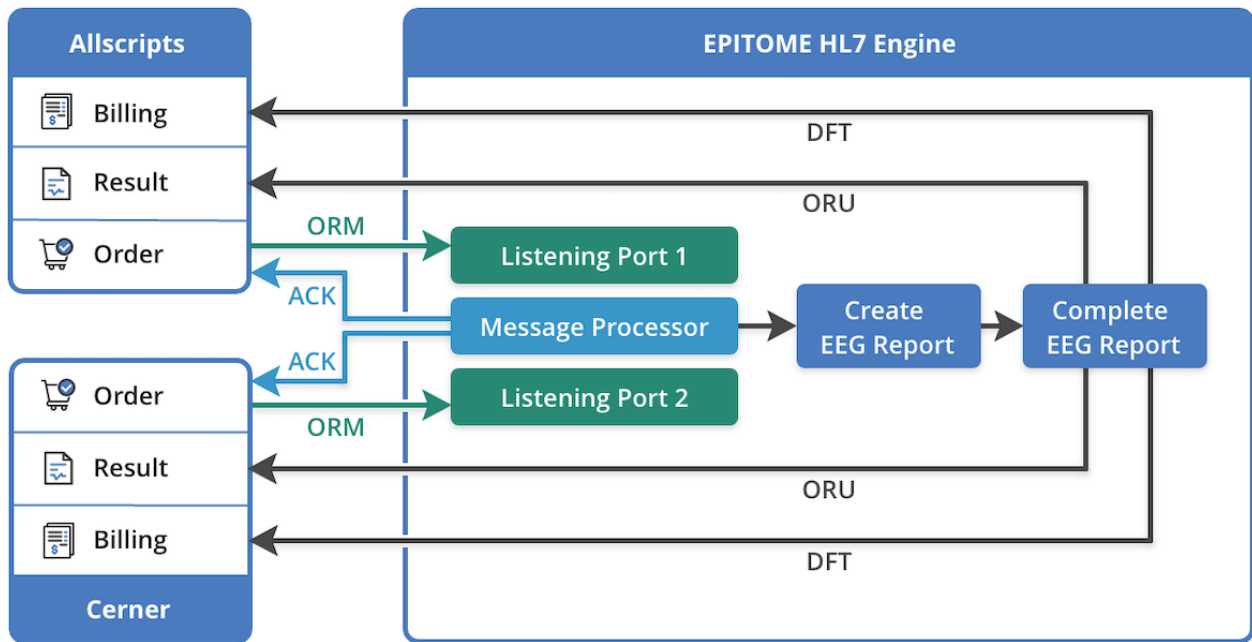 Allscripts
Billing
Result
Order
EPITOME HL7 Engine
DFT
ORU
ORM
Listening Port 1
ACK
Message Processor
Create
EEG Report
Complete
EEG Report
ACK
Listening Port 2
ORM
ORU
DFT
Order
Result
Billing
Cerner